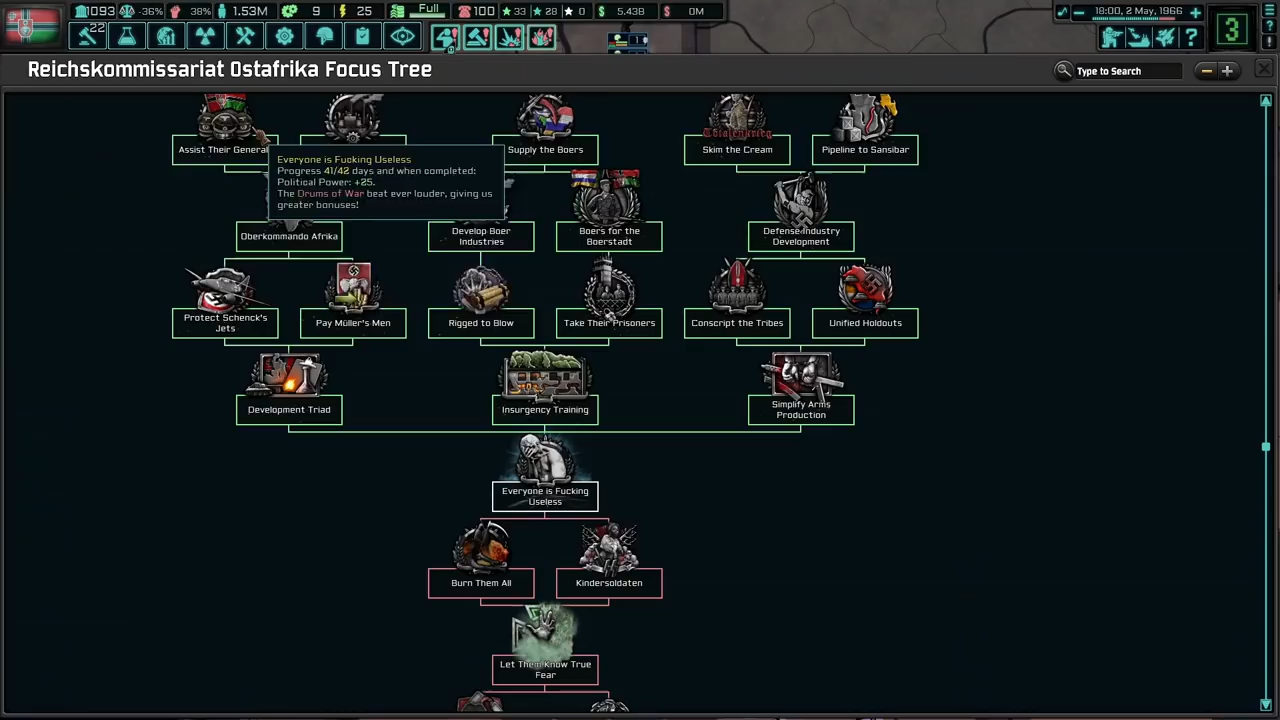 1093 -36% 38% 1.53M 9 25 Full 100 33 28 0 $ 5.43B $ 0M
18:00, 2 May, 1966
22
3
Reichskommissariat Ostafrika Focus Tree
Type to Search
Assist Their General
Supply the Boers
Skim the Cream
Pipeline to Sansibar
Everyone is Fucking Useless
Progress 41/42 days and when completed:
Political Power: +25.
The Drums of War beat ever louder, giving us
greater bonuses!
Oberkommando Afrika
Develop Boer
Industries
Boers for the
Boerstadt
Defense Industry
Development
Protect Schenck's
Jets
Pay Müller's Men
Rigged to Blow
Take Their Prisoners
Conscript the Tribes
Unified Holdouts
Development Triad
Insurgency Training
Simplify Arms
Production
Everyone is Fucking
Useless
Burn Them All
Kindersoldaten
Let Them Know True
Fear